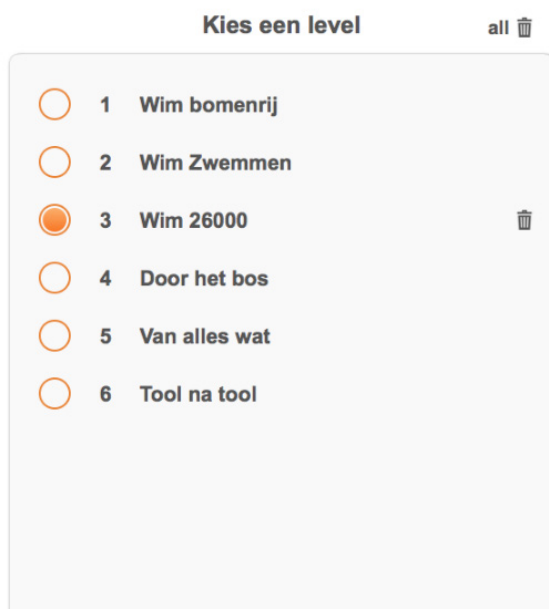 Kies een level all
1 Wim bomenrij
2 Wim Zwemmen
3 Wim 26000
4 Door het bos
5 Van alles wat
6 Tool na tool